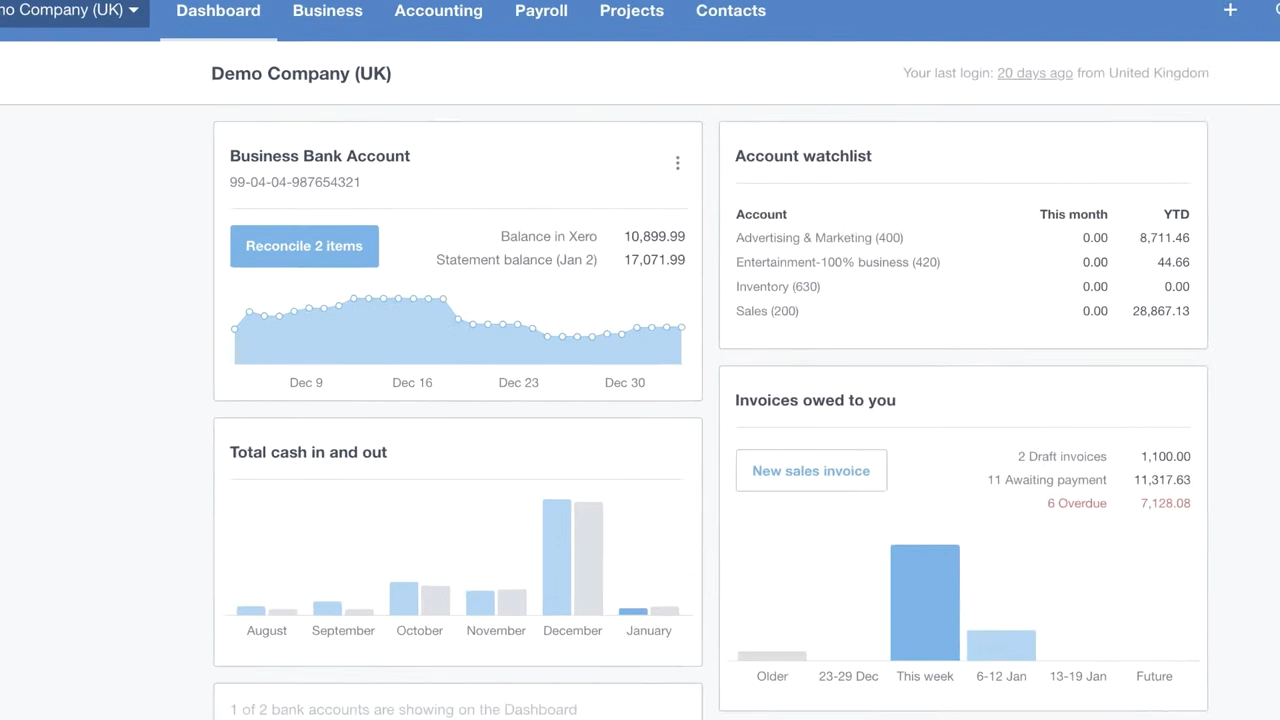 no Company (UK)
Dashboard Business Accounting Payroll Projects Contacts
Demo Company (UK)
Your last login: 20 days ago from United Kingdom
Business Bank Account
99-04-04-987654321
Reconcile 2 items
Balance in Xero 10,899.99
Statement balance (Jan 2) 17,071.99
Dec 9 Dec 16 Dec 23 Dec 30
Total cash in and out
August September October November December January
1 of 2 bank accounts are showing on the Dashboard
Account watchlist
Account This month YTD
Advertising & Marketing (400) 0.00 8,711.46
Entertainment-100% business (420) 0.00 44.66
Inventory (630) 0.00 0.00
Sales (200) 0.00 28,867.13
Invoices owed to you
New sales invoice
2 Draft invoices 1,100.00
11 Awaiting payment 11,317.63
6 Overdue 7,128.08
Older 23-29 Dec This week 6-12 Jan 13-19 Jan Future